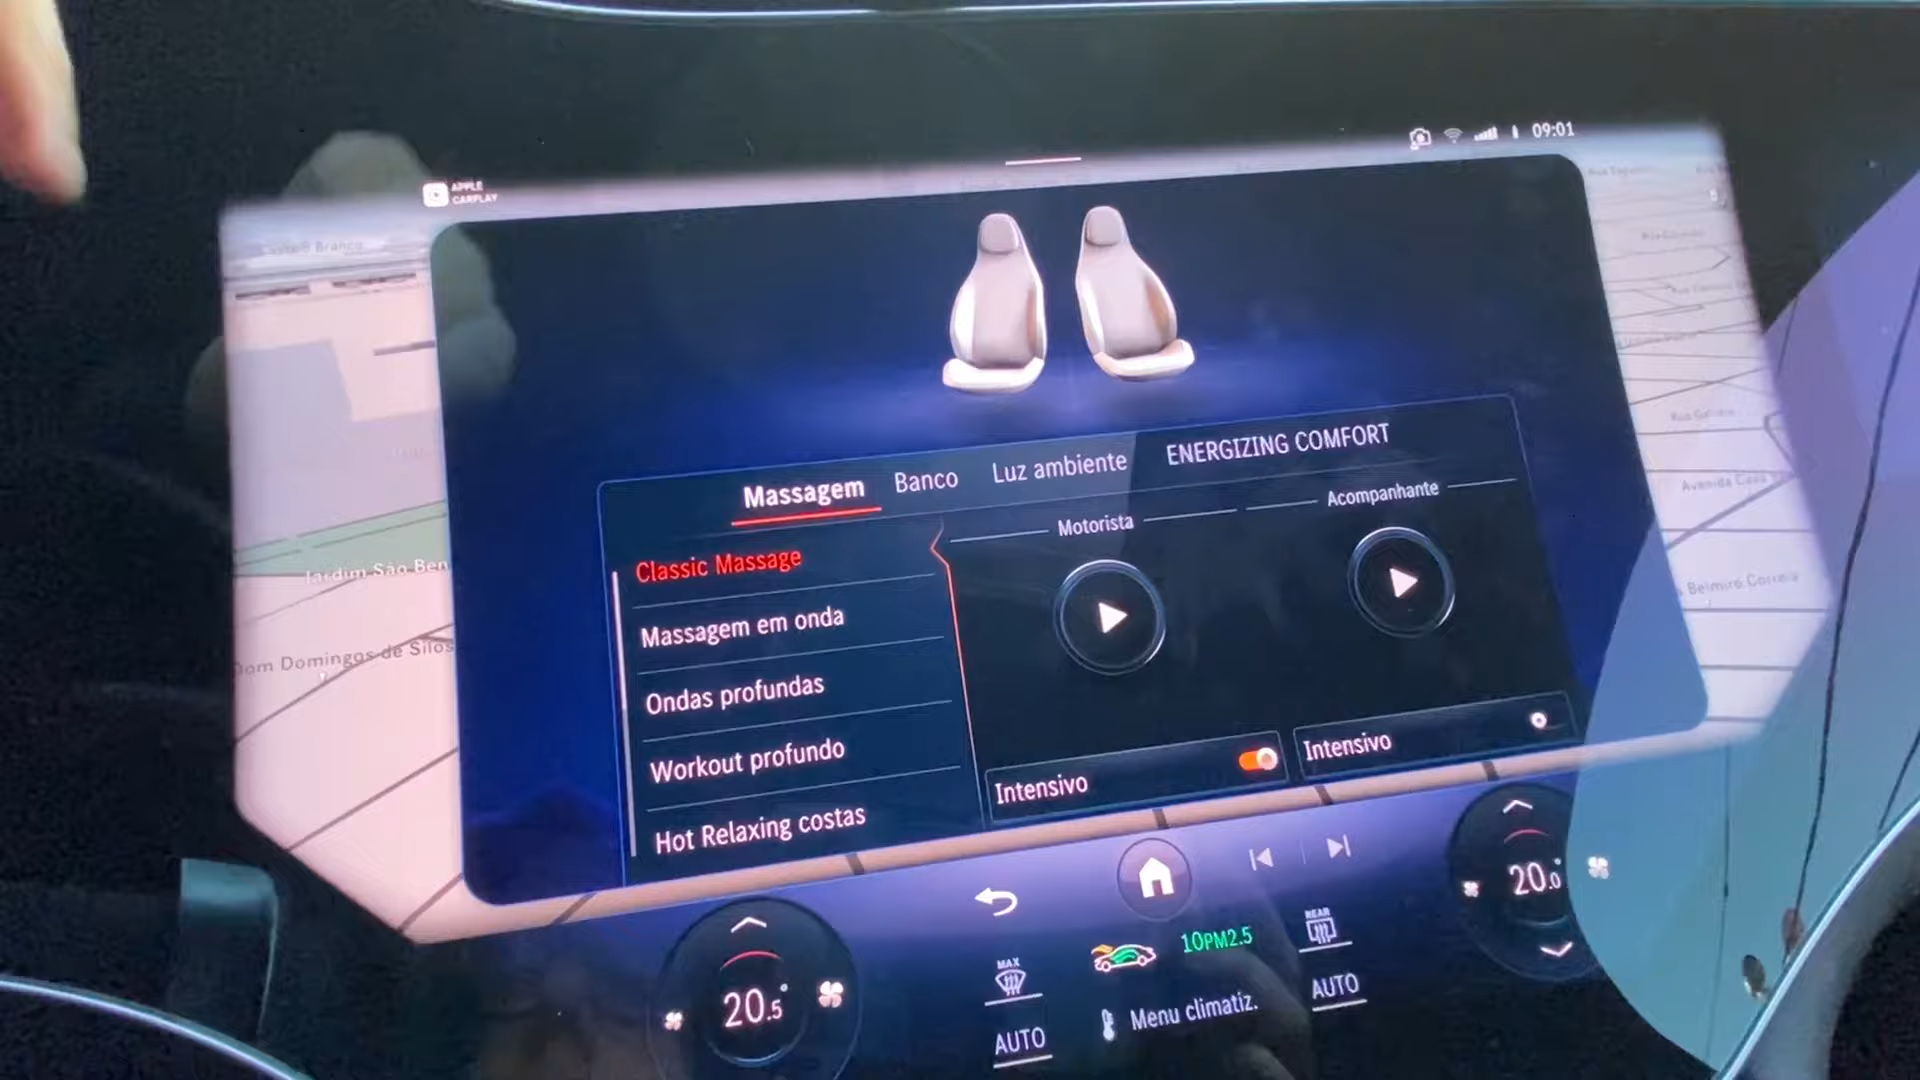 09:01
APPLE
CARPLAY
Massagem
Banco
Luz ambiente
ENERGIZING COMFORT
Classic Massage
Massagem em onda
Ondas profundas
Workout profundo
Hot Relaxing costas
Motorista
Acompanhante
Intensivo
Intensivo
Jardim São Ben
Dom Domingos de Silos
Belmiro Correia
20.5°
20.0°
MAX
REAR
10PM2.5
AUTO
AUTO
Menu climatiz.